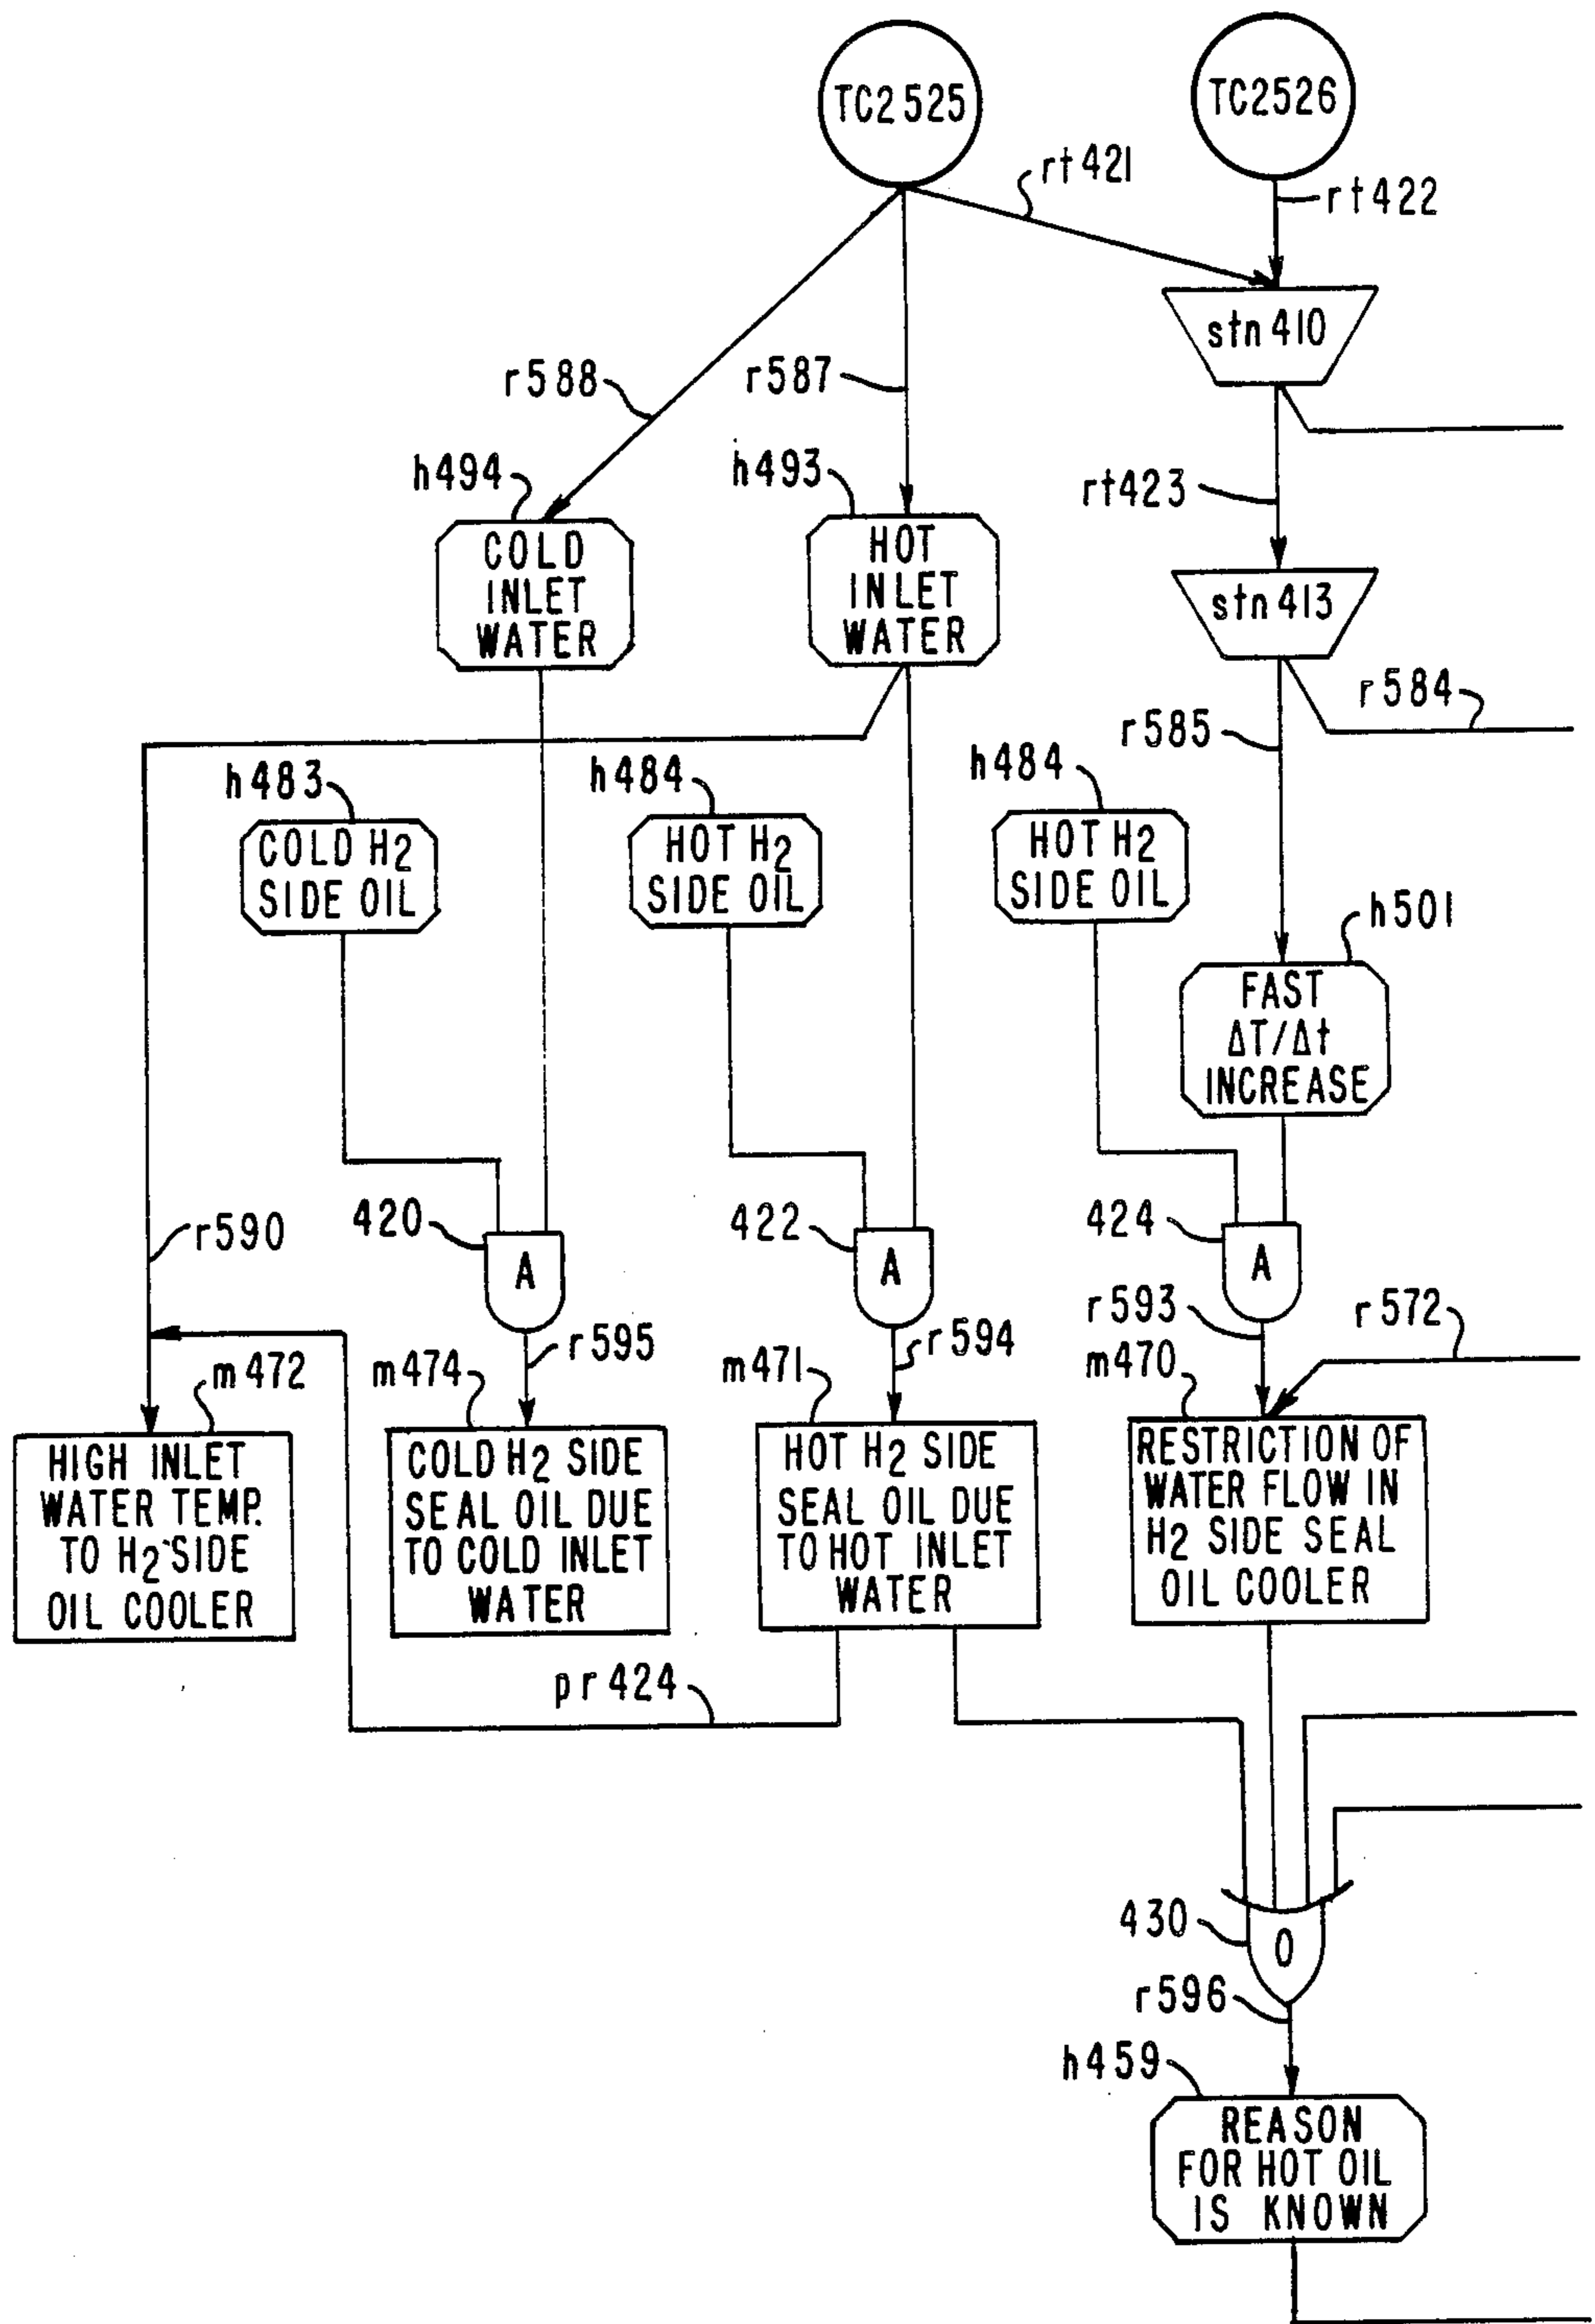 TC2525
TC2526
rt421
rt422
stn410
r588
r587
h494
h493
rt423
COLD
INLET
WATER
HOT
INLET
WATER
stn413
r585
r584
h483
h484
h484
COLD H2
SIDE OIL
HOT H2
SIDE OIL
HOT H2
SIDE OIL
h501
FAST
ΔT/Δt
INCREASE
r590
420
A
422
A
424
A
r593
r572
r595
r594
m472
m474
m471
m470
HIGH INLET
WATER TEMP.
TO H2 SIDE
OIL COOLER
COLD H2 SIDE
SEAL OIL DUE
TO COLD INLET
WATER
HOT H2 SIDE
SEAL OIL DUE
TO HOT INLET
WATER
RESTRICTION OF
WATER FLOW IN
H2 SIDE SEAL
OIL COOLER
pr424
430
O
r596
h459
REASON
FOR HOT OIL
IS KNOWN